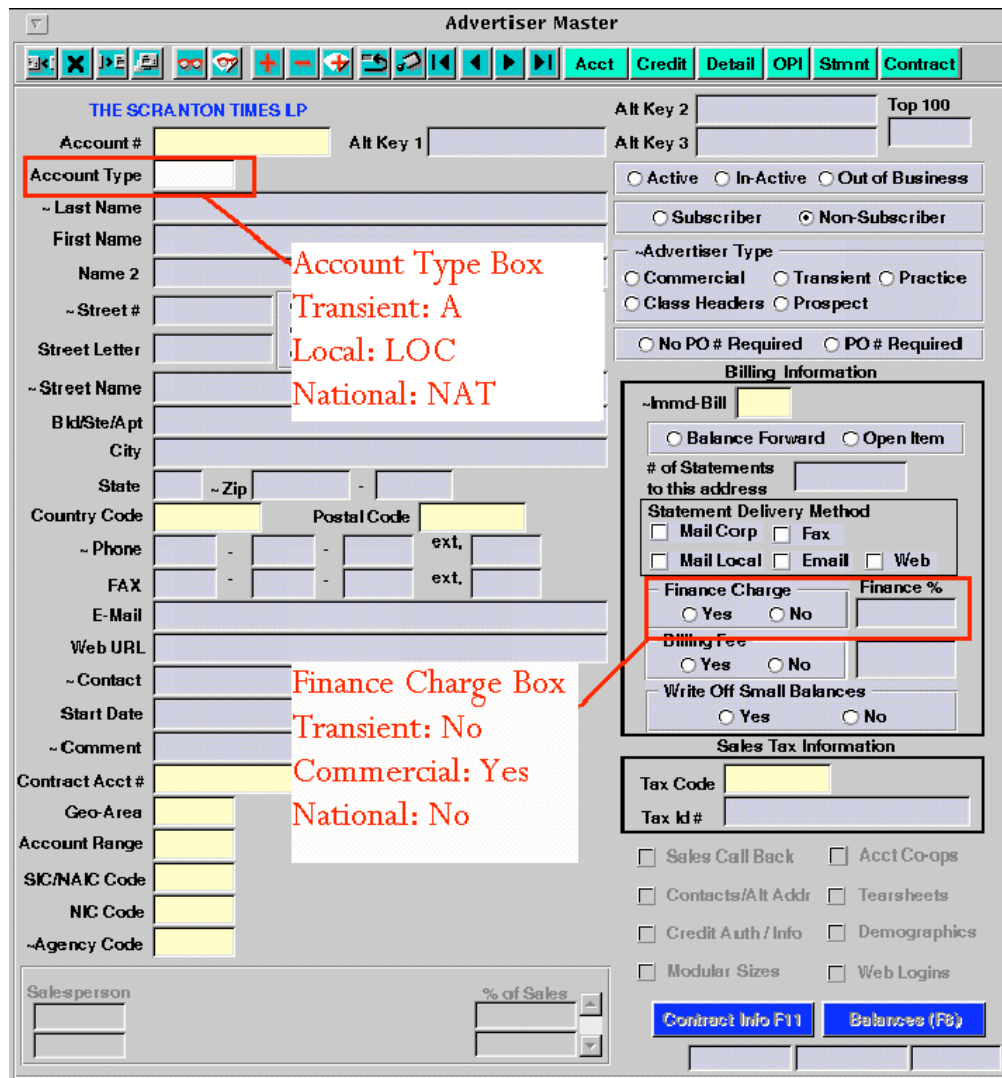 Advertiser Master
Acct Credit Detail OPI Stmnt Contract
THE SCRANTON TIMES LP
Alt Key 2
Top 100
Account #
Alt Key 1
Alt Key 3
Account Type
Active In-Active Out of Business
~ Last Name
Subscriber Non-Subscriber
First Name
~Advertiser Type
Name 2
Commercial Transient Practice
~ Street #
Class Headers Prospect
Street Letter
No PO # Required PO # Required
Account Type Box
Transient: A
Local: LOC
National: NAT
Billing Information
~ Street Name
~Immd-Bill
Bld/Ste/Apt
Balance Forward Open Item
City
# of Statements
to this address
State ~ Zip -
Statement Delivery Method
Country Code Postal Code
Mail Corp Fax
~ Phone - - ext.
Mail Local Email Web
FAX - - ext.
Finance Charge Finance %
Yes No
E-Mail
Web URL
Billing Fee
Yes No
~ Contact
Write Off Small Balances
Yes No
Start Date
~ Comment
Finance Charge Box
Transient: No
Commercial: Yes
National: No
Sales Tax Information
Contract Acct #
Tax Code
Geo-Area
Tax Id #
Account Range
Sales Call Back Acct Co-ops
SIC/NAIC Code
Contacts/Alt Addr Tearsheets
NIC Code
Credit Auth / Info Demographics
~Agency Code
Modular Sizes Web Logins
Salesperson % of Sales
Contract Info F11 Balances (F8)